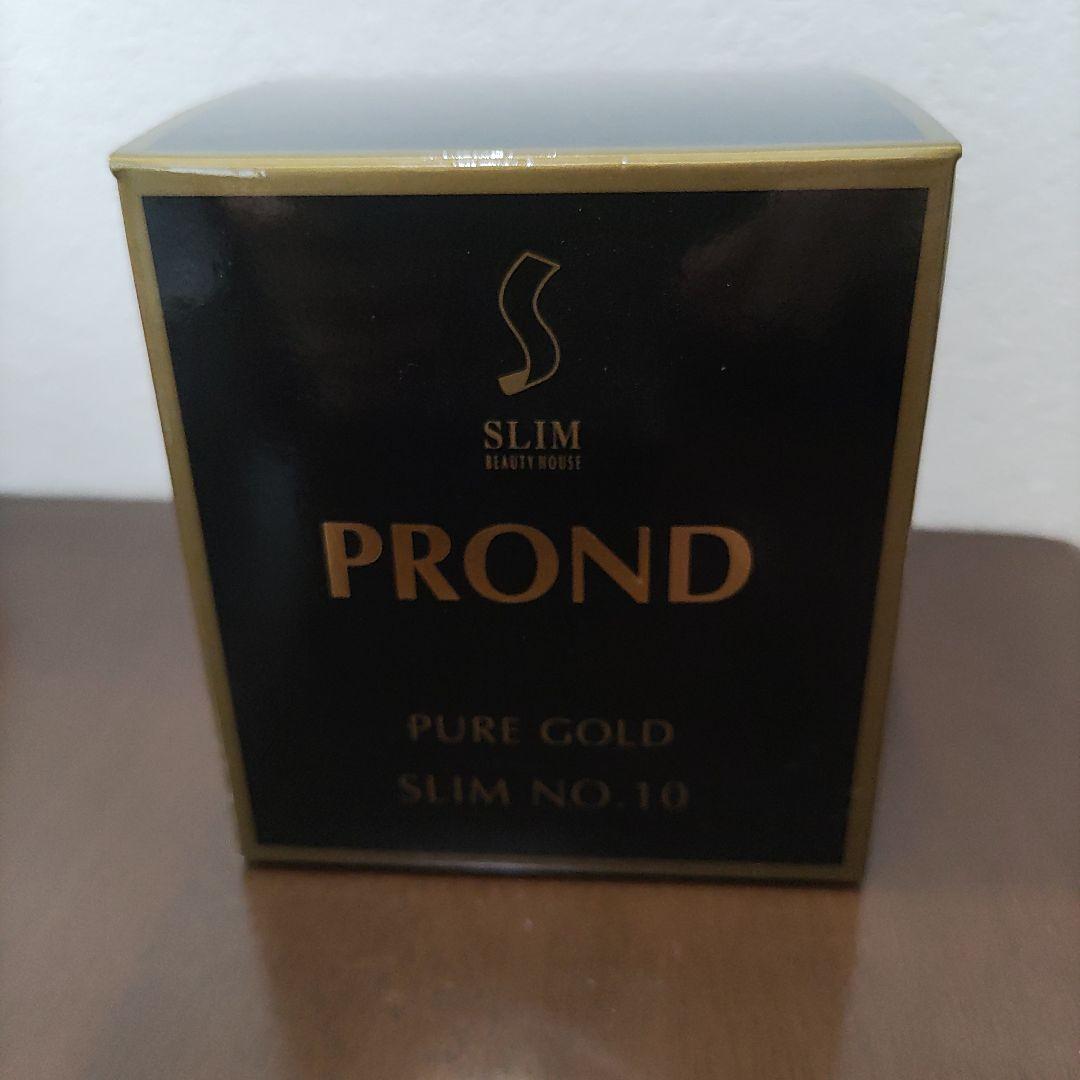 SLIM
BEAUTY HOUSE
PROND
PURE GOLD
SLIM NO.10